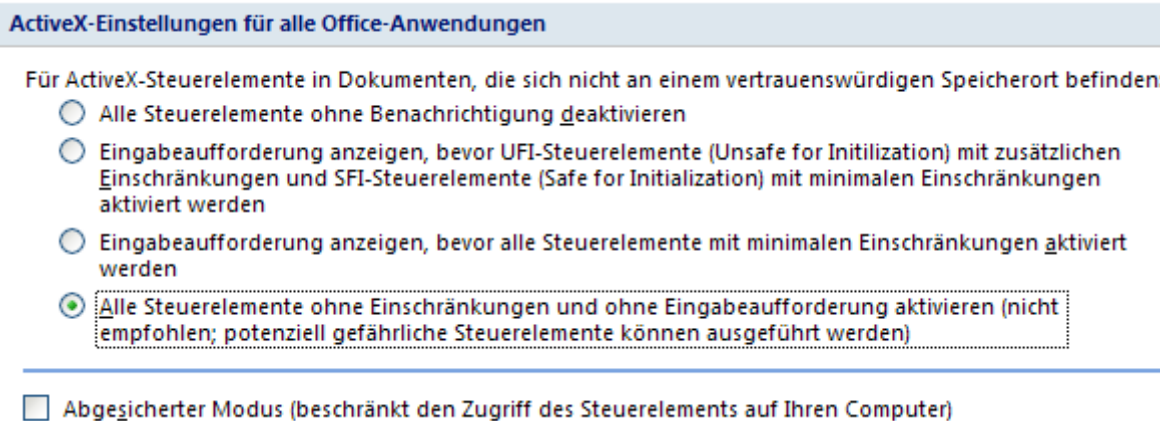 ActiveX-Einstellungen für alle Office-Anwendungen
Für ActiveX-Steuerelemente in Dokumenten, die sich nicht an einem vertrauenswürdigen Speicherort befinden:
Alle Steuerelemente ohne Benachrichtigung deaktivieren
Eingabeaufforderung anzeigen, bevor UFI-Steuerelemente (Unsafe for Initilization) mit zusätzlichen
Einschränkungen und SFI-Steuerelemente (Safe for Initialization) mit minimalen Einschränkungen
aktiviert werden
Eingabeaufforderung anzeigen, bevor alle Steuerelemente mit minimalen Einschränkungen aktiviert
werden
Alle Steuerelemente ohne Einschränkungen und ohne Eingabeaufforderung aktivieren (nicht
empfohlen; potenziell gefährliche Steuerelemente können ausgeführt werden)
Abgesicherter Modus (beschränkt den Zugriff des Steuerelements auf Ihren Computer)